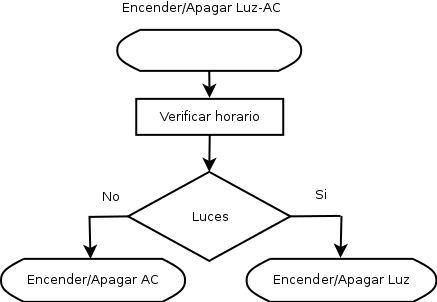 Encender/Apagar Luz-AC
Verificar horario
No
Si
Luces
Encender/Apagar AC
Encender/Apagar Luz